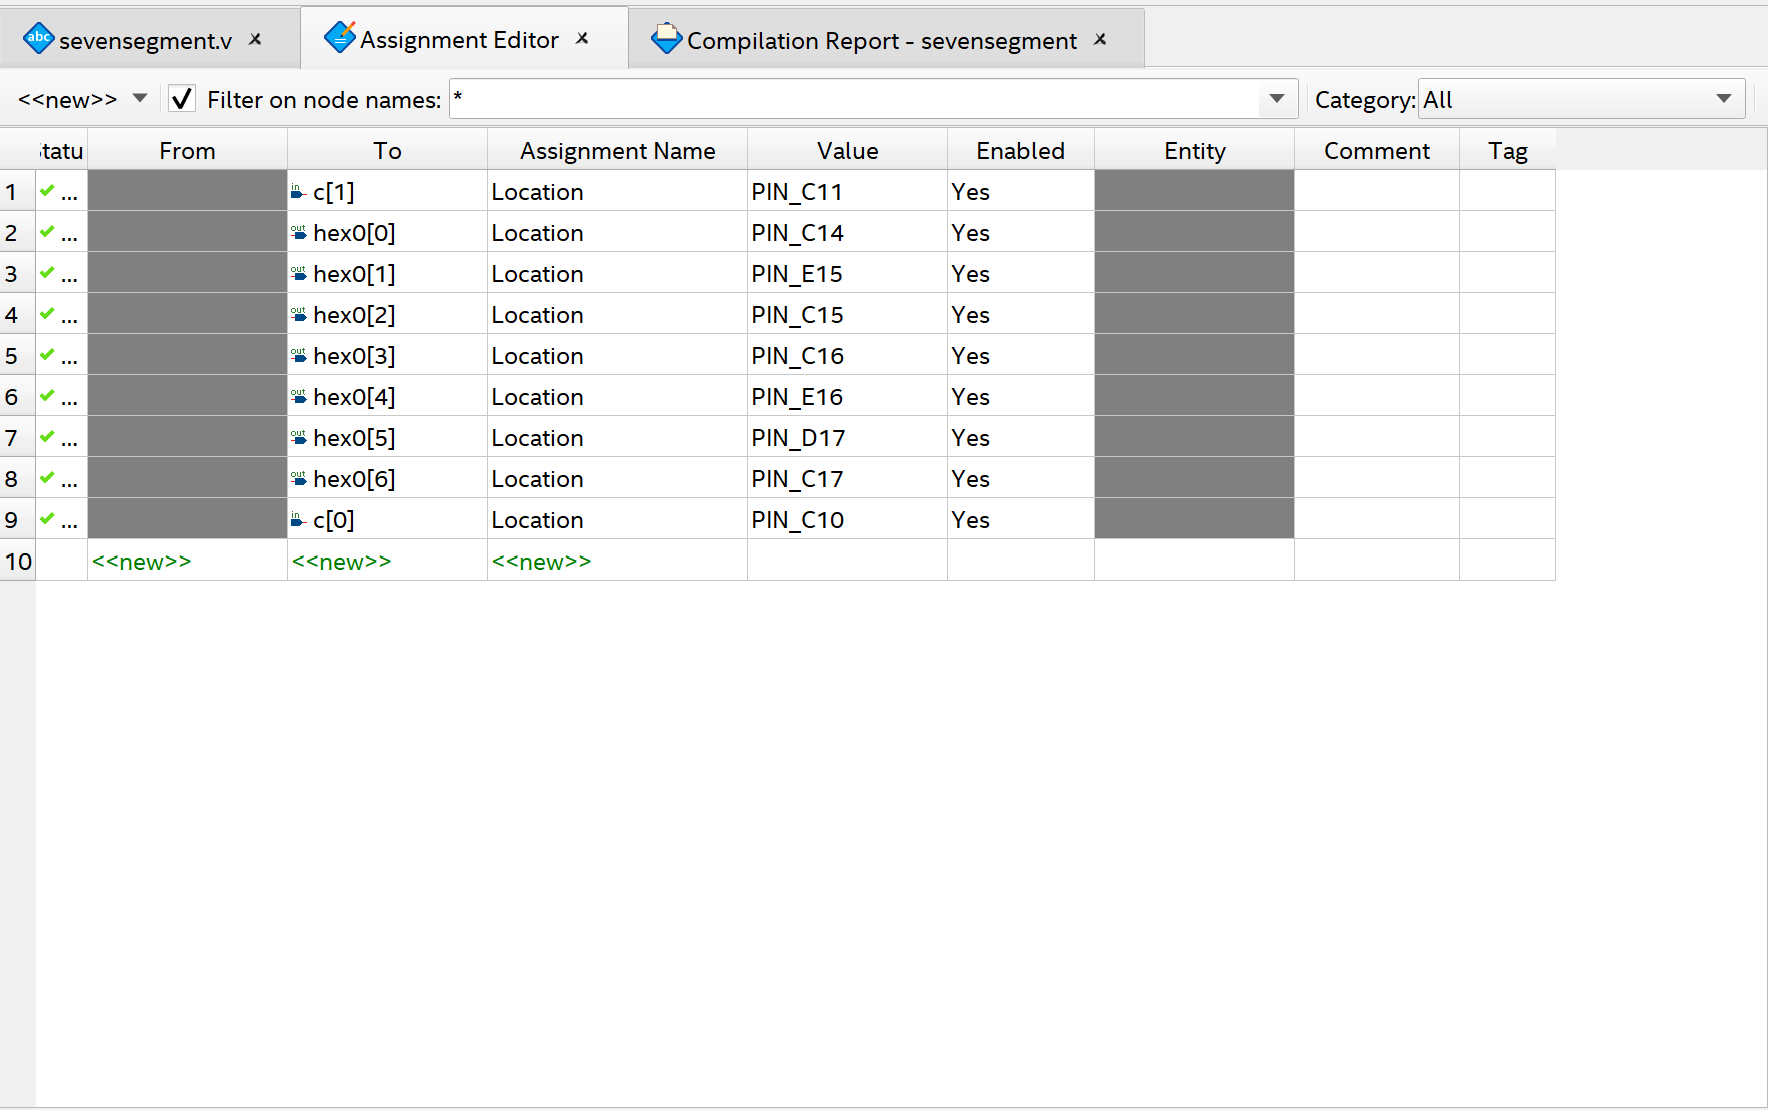 abc sevensegment.v Assignment Editor Compilation Report - sevensegment
<<new>> Filter on node names: * Category: All
tatu From To Assignment Name Value Enabled Entity Comment Tag
1 ... in c[1] Location PIN_C11 Yes
2 ... out hex0[0] Location PIN_C14 Yes
3 ... out hex0[1] Location PIN_E15 Yes
4 ... out hex0[2] Location PIN_C15 Yes
5 ... out hex0[3] Location PIN_C16 Yes
6 ... out hex0[4] Location PIN_E16 Yes
7 ... out hex0[5] Location PIN_D17 Yes
8 ... out hex0[6] Location PIN_C17 Yes
9 ... in c[0] Location PIN_C10 Yes
10 <<new>> <<new>> <<new>>